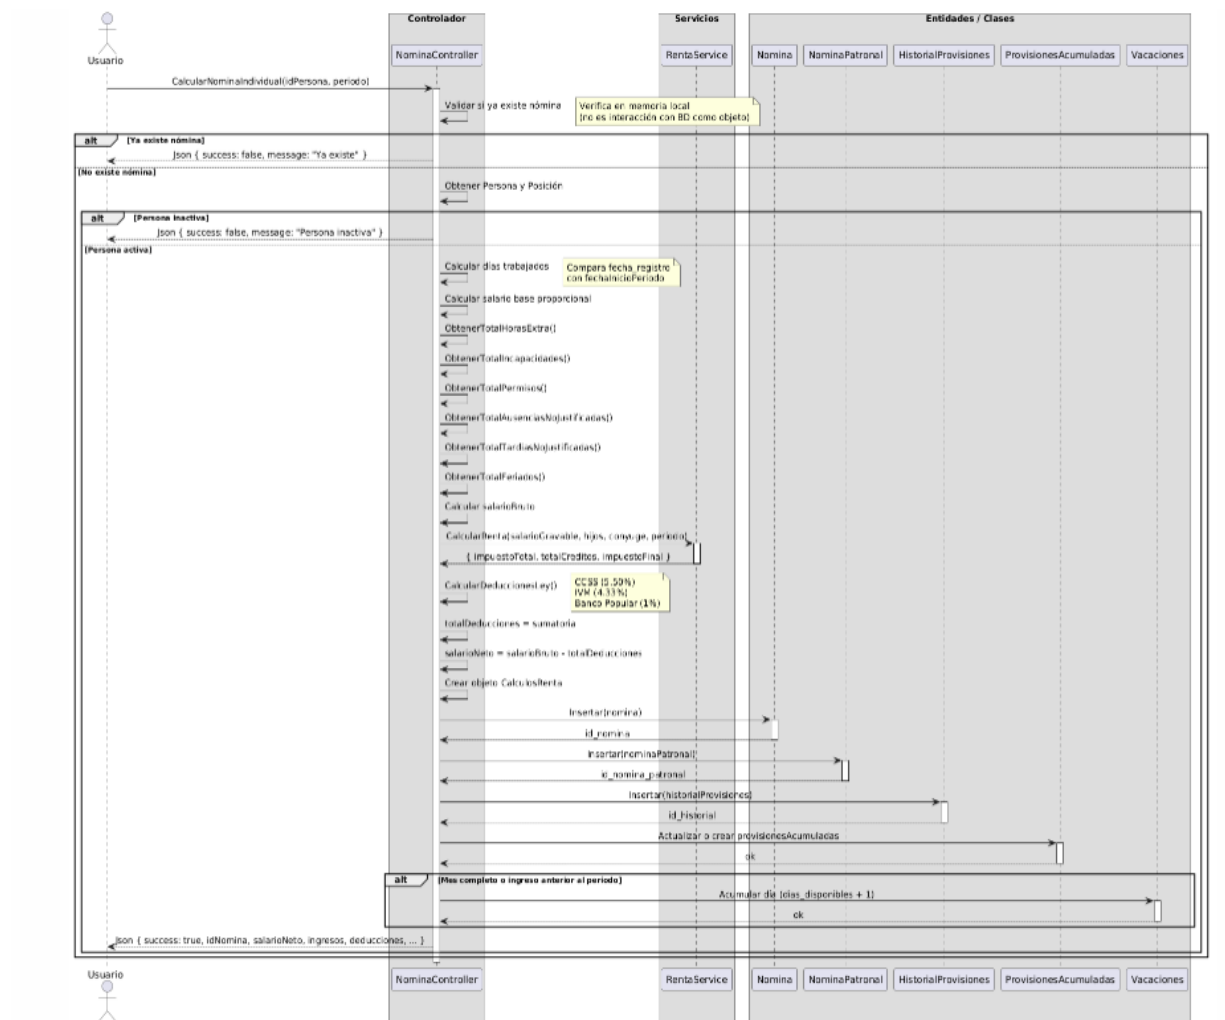 Controlador
Servicios
Entidades / Clases
Usuario
NominaController
RentaService
Nomina
NominaPatronal
HistorialProvisiones
ProvisionesAcumuladas
Vacaciones
CalcularNominaIndividual(idPersona, periodo)
Validar si ya existe nómina
Verifica en memoria local
(no es interacción con BD como objeto)
alt
[Ya existe nómina]
Json { success: false, message: "Ya existe" }
[No existe nómina]
Obtener Persona y Posición
alt
[Persona inactiva]
Json { success: false, message: "Persona inactiva" }
[Persona activa]
Calcular días trabajados
Compara fecha_registro
con fechaInicioPeriodo
Calcular salario base proporcional
ObtenerTotalHorasExtra()
ObtenerTotalIncapacidades()
ObtenerTotalPermisos()
ObtenerTotalAusenciasNoJustificadas()
ObtenerTotalTardiasNoJustificadas()
ObtenerTotalFeriados()
Calcular salarioBruto
CalcularRenta(salarioGravable, hijos, conyuge, periodo)
{ impuestoTotal, totalCreditos, impuestoFinal }
CalcularDeduccionesLey()
CCSS (5.50%)
IVM (4.33%)
Banco Popular (1%)
totalDeducciones = sumatoria
salarioNeto = salarioBruto - totalDeducciones
Crear objeto CalculosRenta
Insertar(nomina)
id_nomina
Insertar(nominaPatronal)
id_nomina_patronal
Insertar(historialProvisiones)
id_historial
Actualizar o crear provisionesAcumuladas
ok
alt
[Mes completo o ingreso anterior al periodo]
Acumular día (dias_disponibles + 1)
ok
Json { success: true, idNomina, salarioNeto, ingresos, deducciones, ... }
Usuario
NominaController
RentaService
Nomina
NominaPatronal
HistorialProvisiones
ProvisionesAcumuladas
Vacaciones